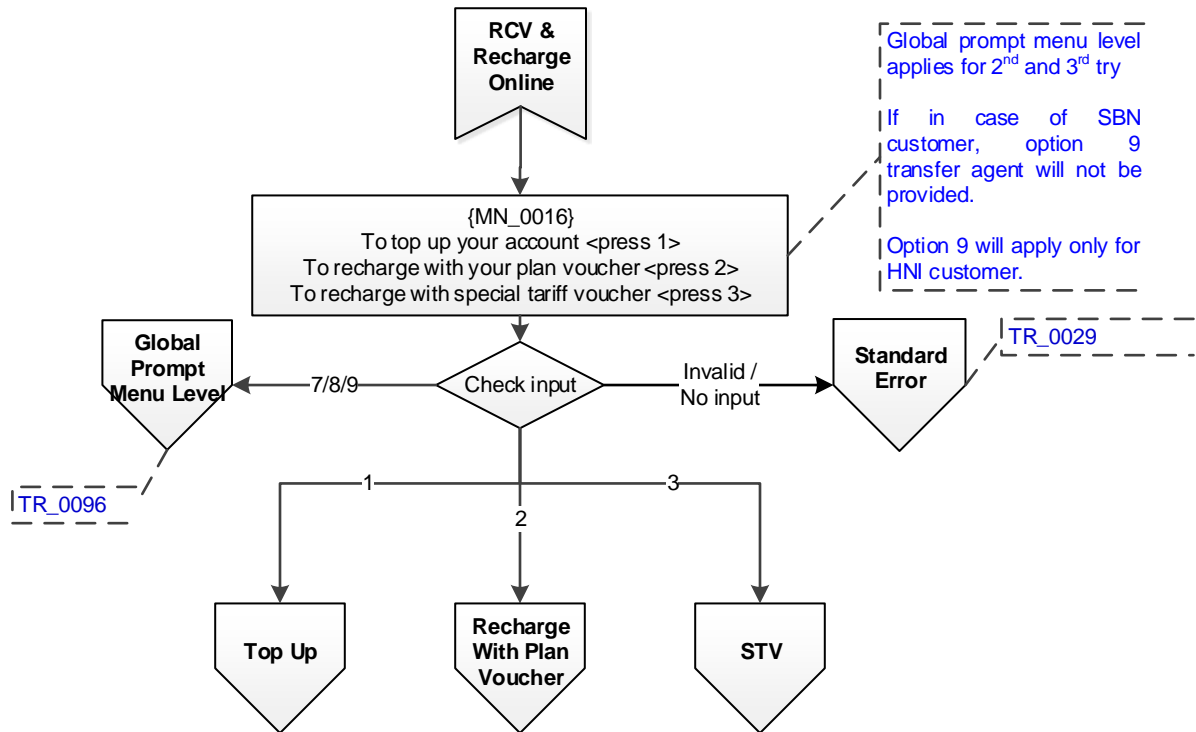 RCV &
Recharge
Online
Global prompt menu level
applies for 2nd and 3rd try
If in case of SBN
customer, option 9
transfer agent will not be
provided.
Option 9 will apply only for
HNI customer.
{MN_0016}
To top up your account <press 1>
To recharge with your plan voucher <press 2>
To recharge with special tariff voucher <press 3>
Global
Prompt
Menu Level
7/8/9
Check input
Invalid /
No input
Standard
Error
TR_0029
TR_0096
1
2
3
Top Up
Recharge
With Plan
Voucher
STV